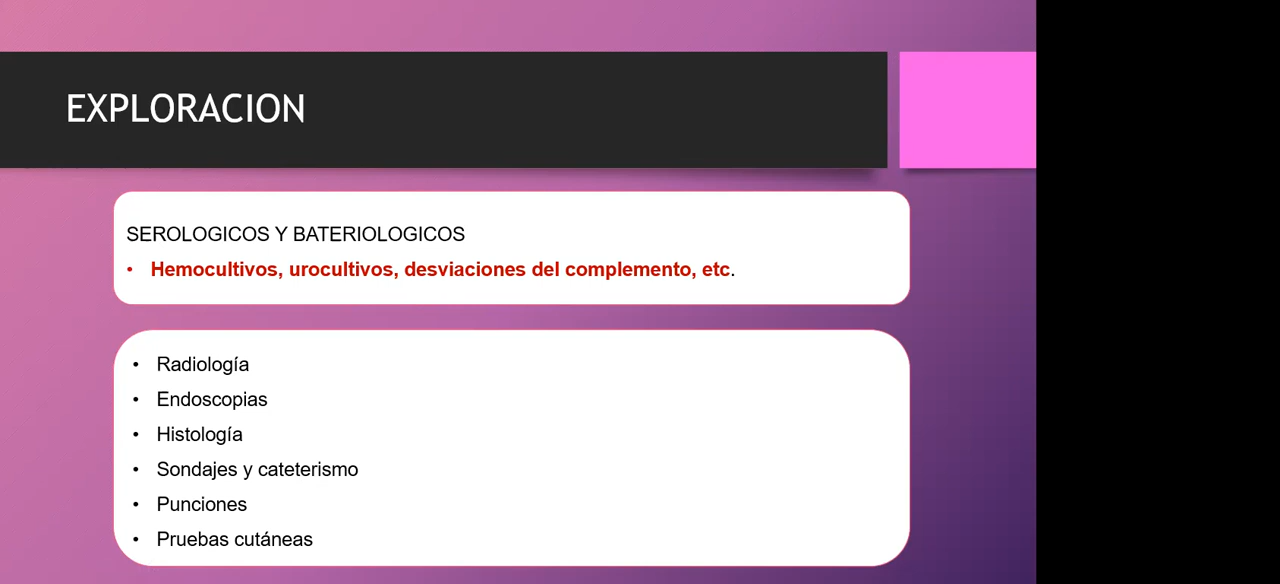 EXPLORACION
SEROLOGICOS Y BATERIOLOGICOS
• Hemocultivos, urocultivos, desviaciones del complemento, etc.
• Radiología
• Endoscopias
• Histología
• Sondajes y cateterismo
• Punciones
• Pruebas cutáneas